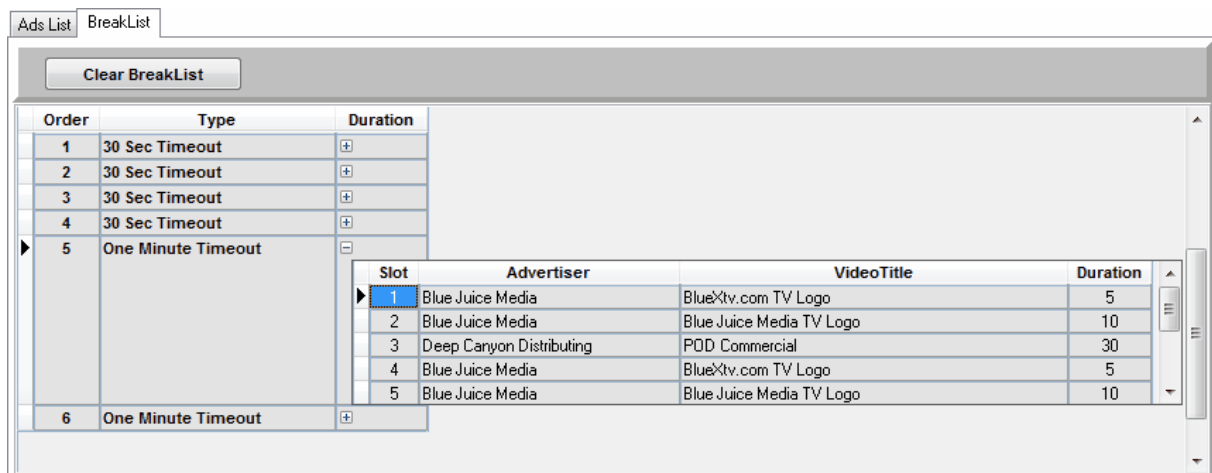 Ads List BreakList
Clear BreakList
Order Type Duration
1 30 Sec Timeout
2 30 Sec Timeout
3 30 Sec Timeout
4 30 Sec Timeout
5 One Minute Timeout
Slot Advertiser VideoTitle Duration
1 Blue Juice Media BlueXtv.com TV Logo 5
2 Blue Juice Media Blue Juice Media TV Logo 10
3 Deep Canyon Distributing POD Commercial 30
4 Blue Juice Media BlueXtv.com TV Logo 5
5 Blue Juice Media Blue Juice Media TV Logo 10
6 One Minute Timeout